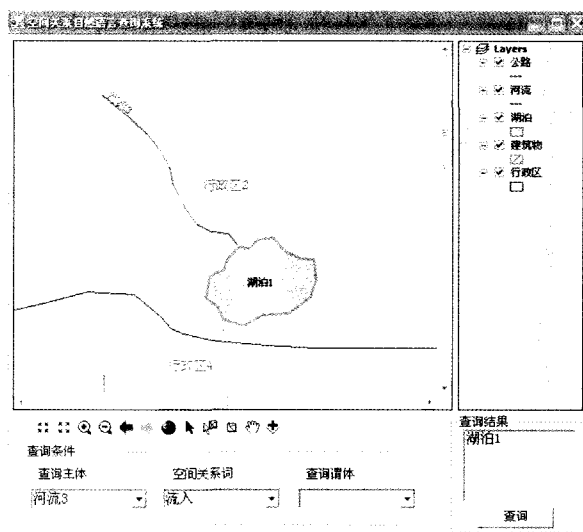 空间关系自然语言查询系统
Layers
公路
河流
湖泊
建筑物
行政区
行政区2
湖泊1
行政区4
查询条件
查询主体
空间关系词
查询谓体
河流3
流入
查询结果
湖泊1
查询